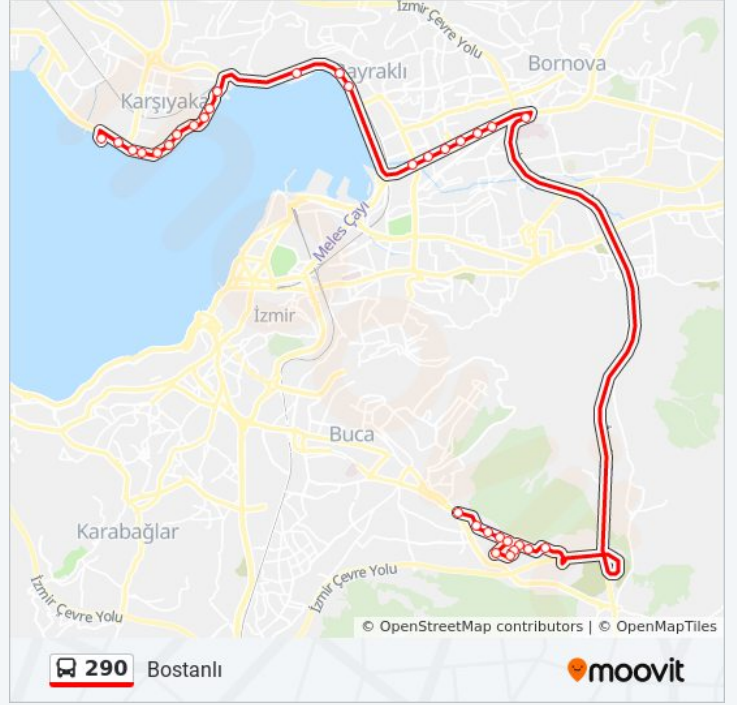 İzmir Çevre Yolu
Bayraklı
Bornova
Karşıyaka
Meles Çayı
İzmir
Buca
Karabağlar
İzmir Çevre Yolu
İzmir Çevre Yolu
© OpenStreetMap contributors | © OpenMapTiles
290 Bostanlı
moovit